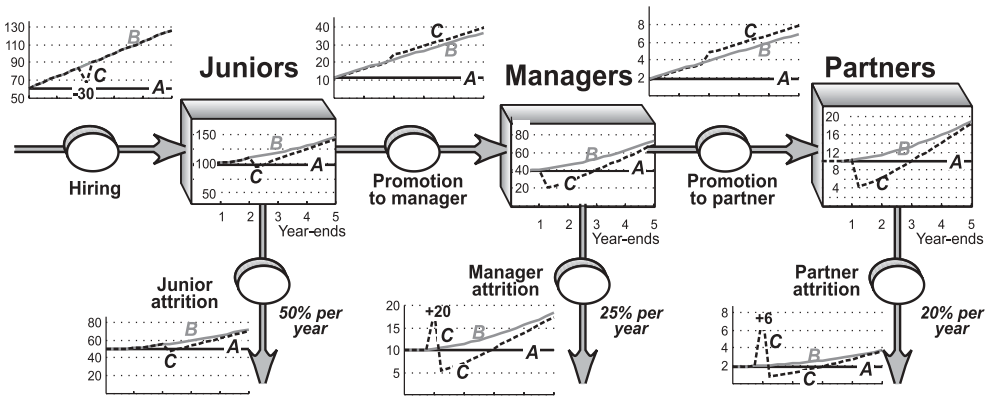 130
110
90
70
50
B
C
-30
A
Hiring
Juniors
150
100
50
B
C
A
1 2 3 4 5
Year-ends
40
30
20
10
C
B
A
Promotion
to manager
Managers
80
60
40
20
B
C
A
1 2 3 4 5
Year-ends
8
6
4
2
C
B
A
Promotion
to partner
Partners
20
16
12
8
4
B
C
A
1 2 3 4 5
Year-ends
Junior
attrition
50% per
year
80
60
40
20
B
C
A
Manager
attrition
25% per
year
20
15
10
5
+20
C
B
A
C
Partner
attrition
20% per
year
8
6
4
2
+6
C
B
A
C